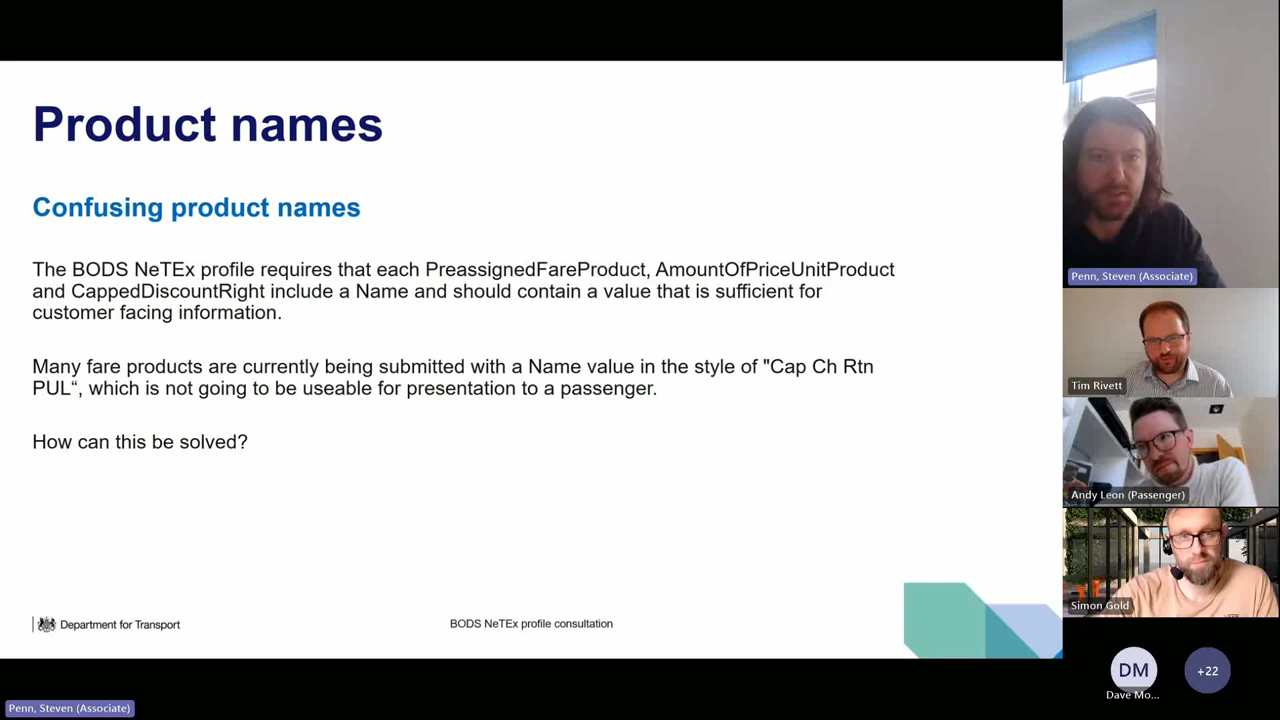 Product names
Confusing product names
The BODS NeTEx profile requires that each PreassignedFareProduct, AmountOfPriceUnitProduct
and CappedDiscountRight include a Name and should contain a value that is sufficient for
customer facing information.
Many fare products are currently being submitted with a Name value in the style of "Cap Ch Rtn
PUL“, which is not going to be useable for presentation to a passenger.
How can this be solved?
Department for Transport
BODS NeTEx profile consultation
Penn, Steven (Associate)
Tim Rivett
Andy Leon (Passenger)
Simon Gold
DM
+22
Dave Mo...
Penn, Steven (Associate)